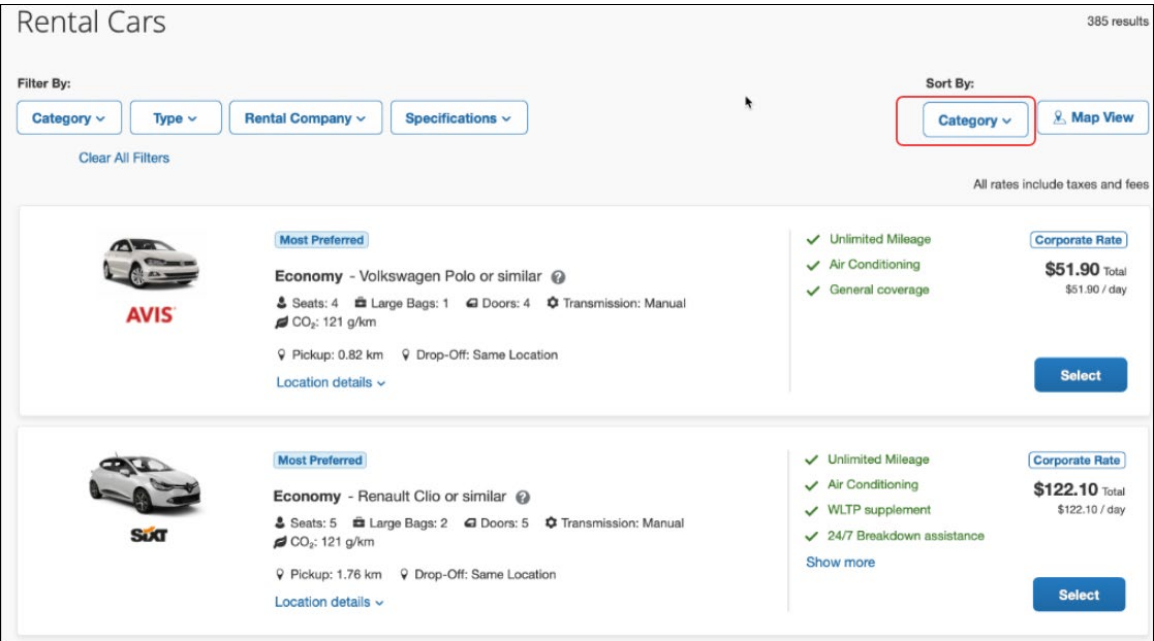 Rental Cars
385 results
Filter By:
Sort By:
Category
Type
Rental Company
Specifications
Category
Map View
Clear All Filters
All rates include taxes and fees
AVIS
Most Preferred
Economy - Volkswagen Polo or similar
Seats: 4 Large Bags: 1 Doors: 4 Transmission: Manual
CO₂: 121 g/km
Pickup: 0.82 km Drop-Off: Same Location
Location details
Unlimited Mileage
Air Conditioning
General coverage
Corporate Rate
$51.90 Total
$51.90 / day
Select
SIXT
Most Preferred
Economy - Renault Clio or similar
Seats: 5 Large Bags: 2 Doors: 5 Transmission: Manual
CO₂: 121 g/km
Pickup: 1.76 km Drop-Off: Same Location
Location details
Unlimited Mileage
Air Conditioning
WLTP supplement
24/7 Breakdown assistance
Show more
Corporate Rate
$122.10 Total
$122.10 / day
Select